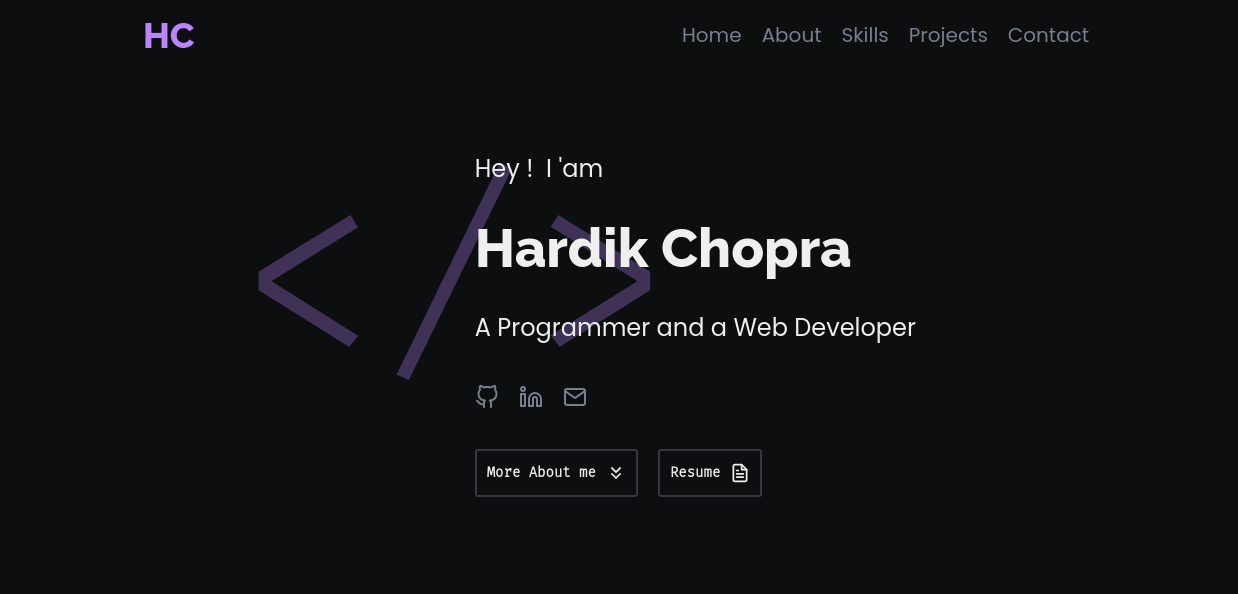 HC
Home About Skills Projects Contact
Hey ! I 'am
</>
Hardik Chopra
A Programmer and a Web Developer
More About me
Resume